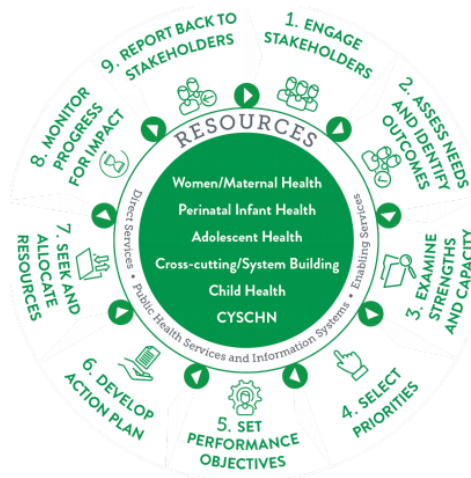 1. ENGAGE
STAKEHOLDERS
2. ASSESS NEEDS
AND IDENTIFY
OUTCOMES
3. EXAMINE
STRENGTHS
AND CAPACITY
4. SELECT
PRIORITIES
5. SET
PERFORMANCE
OBJECTIVES
6. DEVELOP
ACTION PLAN
7. SEEK AND
ALLOCATE
RESOURCES
8. MONITOR
PROGRESS
FOR IMPACT
9. REPORT BACK TO
STAKEHOLDERS
RESOURCES
Direct Services • Public Health Services and Information Systems • Enabling Services
Women/Maternal Health
Perinatal Infant Health
Adolescent Health
Cross-cutting/System Building
Child Health
CYSCHN